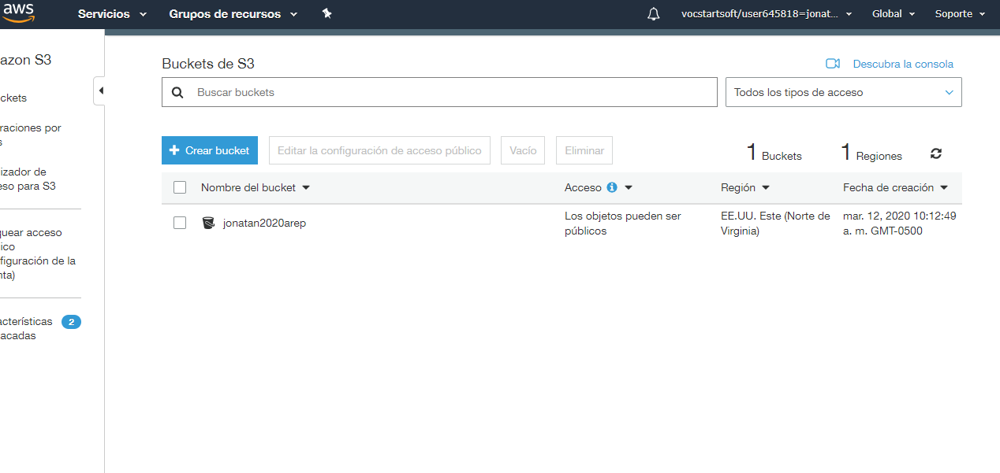 aws Servicios Grupos de recursos vocstartsoft/user645818=jonat... Global Soporte
azon S3
Buckets de S3
Descubra la consola
Buscar buckets
Todos los tipos de acceso
ckets
raciones por
s
izador de
eso para S3
quear acceso
ico
figuración de la
nta)
acterísticas 2
acadas
Crear bucket Editar la configuración de acceso público Vacío Eliminar 1 Buckets 1 Regiones
Nombre del bucket Acceso Región Fecha de creación
jonatan2020arep Los objetos pueden ser EE.UU. Este (Norte de mar. 12, 2020 10:12:49
públicos Virginia) a. m. GMT-0500